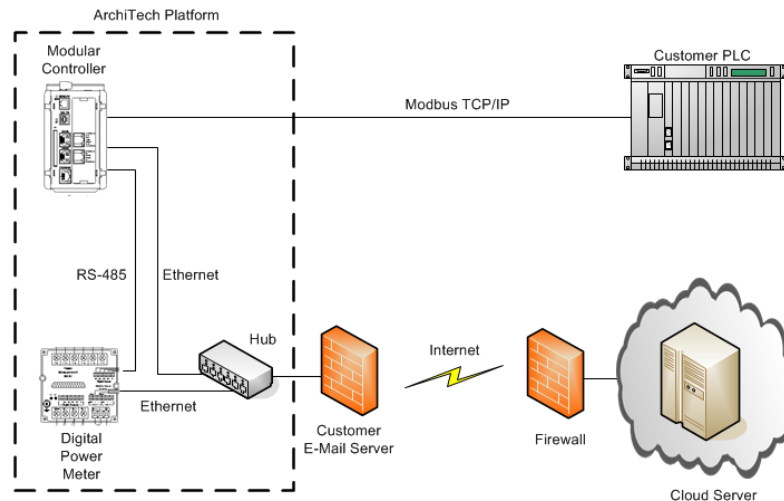 ArchiTech Platform
Modular
Controller
Customer PLC
Modbus TCP/IP
RS-485
Ethernet
Hub
Internet
Ethernet
Digital
Power
Meter
Customer
E-Mail Server
Firewall
Cloud Server